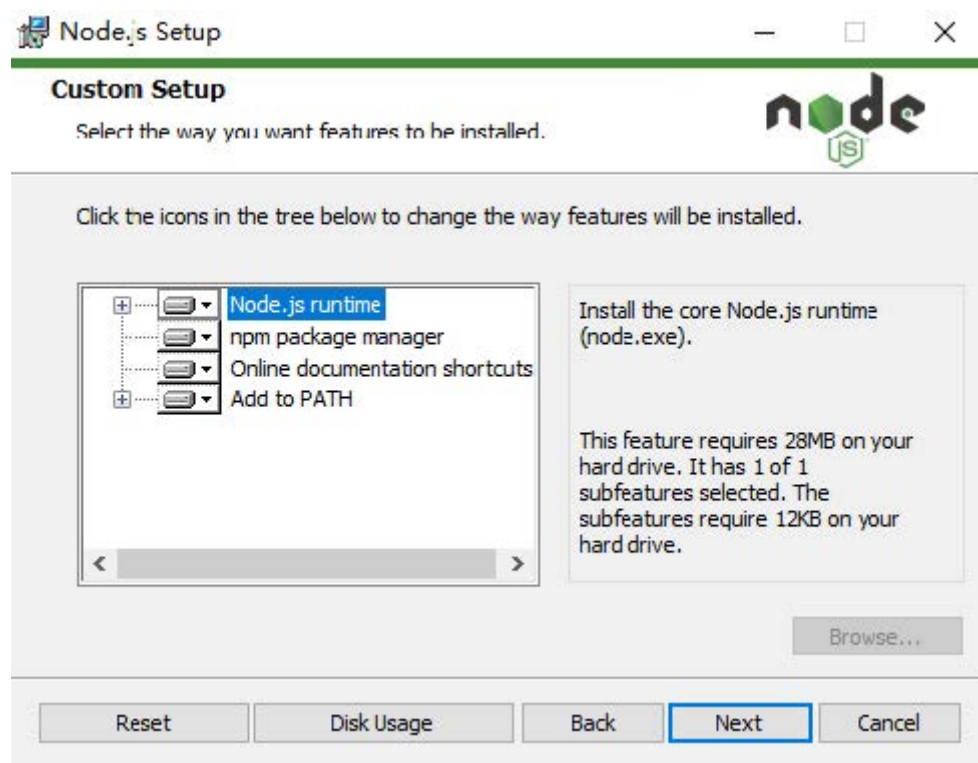 Node.js Setup
Custom Setup
Select the way you want features to be installed.
node
JS
Click the icons in the tree below to change the way features will be installed.
Node.js runtime
npm package manager
Online documentation shortcuts
Add to PATH
Install the core Node.js runtime
(node.exe).
This feature requires 28MB on your
hard drive. It has 1 of 1
subfeatures selected. The
subfeatures require 12KB on your
hard drive.
Browse...
Reset
Disk Usage
Back
Next
Cancel